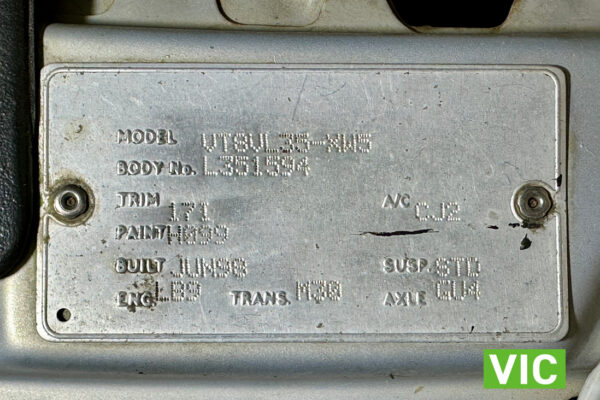 MODEL VT8VL35-XW5
BODY No. L351594
TRIM 171 A/C CJ2
PAINT H099
BUILT JUN98 SUSP. STD
ENG LB9 TRANS. M30 AXLE GU4
VIC